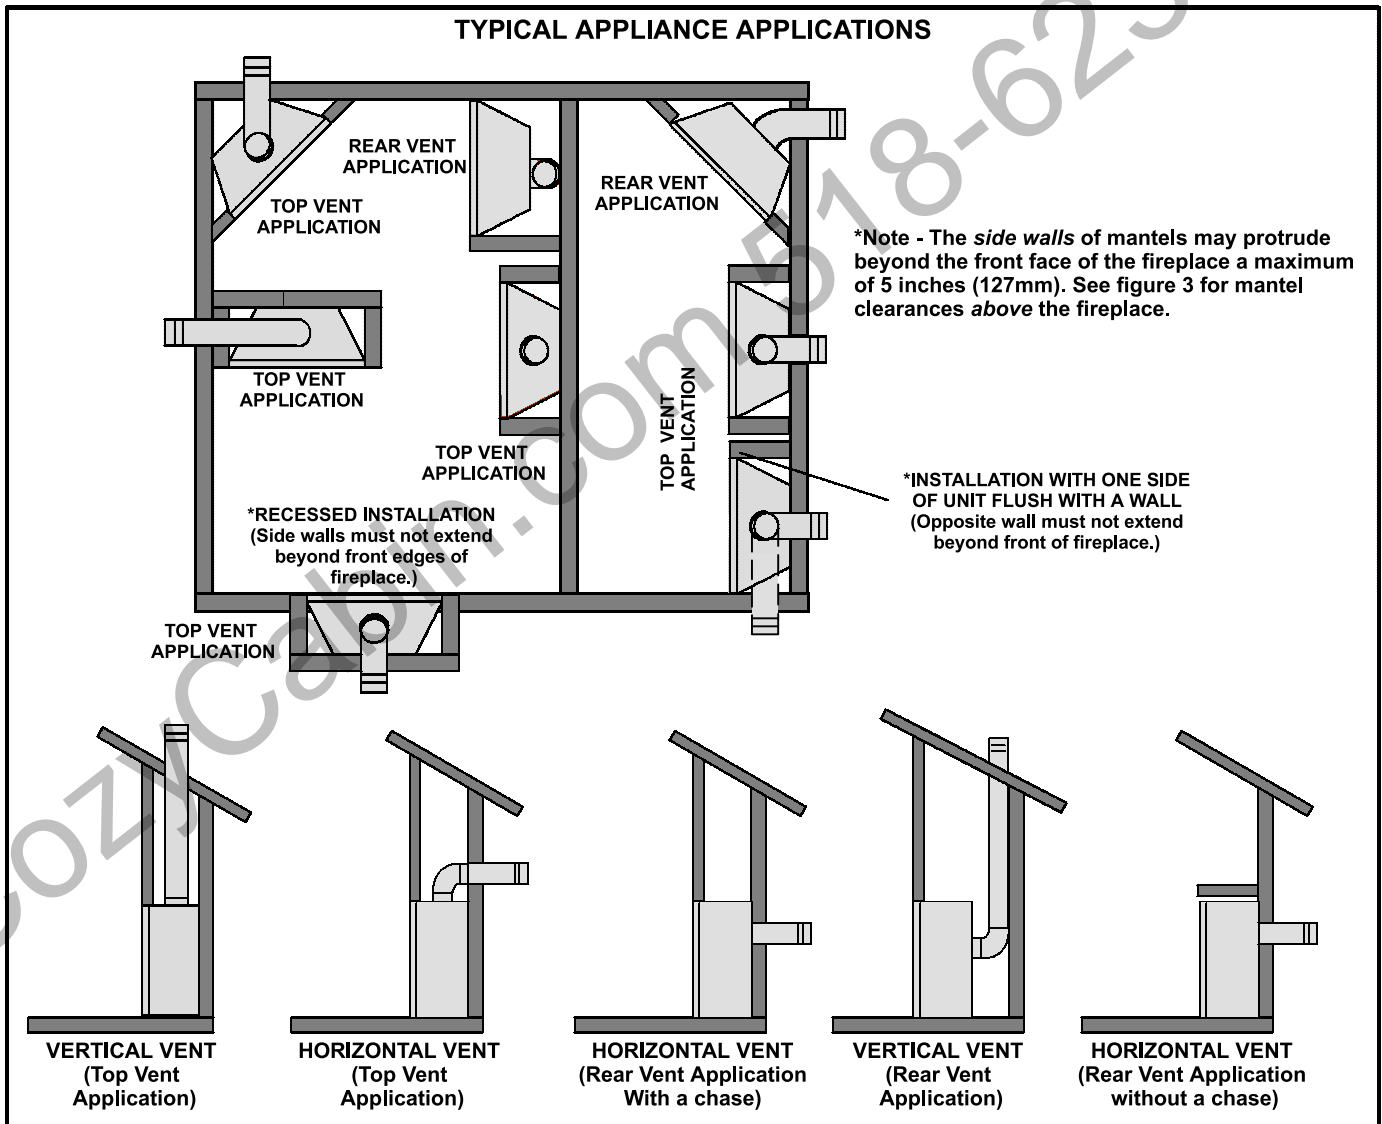 TYPICAL APPLIANCE APPLICATIONS
REAR VENT
APPLICATION
REAR VENT
APPLICATION
TOP VENT
APPLICATION
*Note - The side walls of mantels may protrude
beyond the front face of the fireplace a maximum
of 5 inches (127mm). See figure 3 for mantel
clearances above the fireplace.
TOP VENT
APPLICATION
TOP VENT
APPLICATION
TOP VENT
APPLICATION
*INSTALLATION WITH ONE SIDE
OF UNIT FLUSH WITH A WALL
(Opposite wall must not extend
beyond front of fireplace.)
*RECESSED INSTALLATION
(Side walls must not extend
beyond front edges of
fireplace.)
TOP VENT
APPLICATION
VERTICAL VENT
(Top Vent
Application)
HORIZONTAL VENT
(Top Vent
Application)
HORIZONTAL VENT
(Rear Vent Application
With a chase)
VERTICAL VENT
(Rear Vent
Application)
HORIZONTAL VENT
(Rear Vent Application
without a chase)
CozyCabin.com 518-623